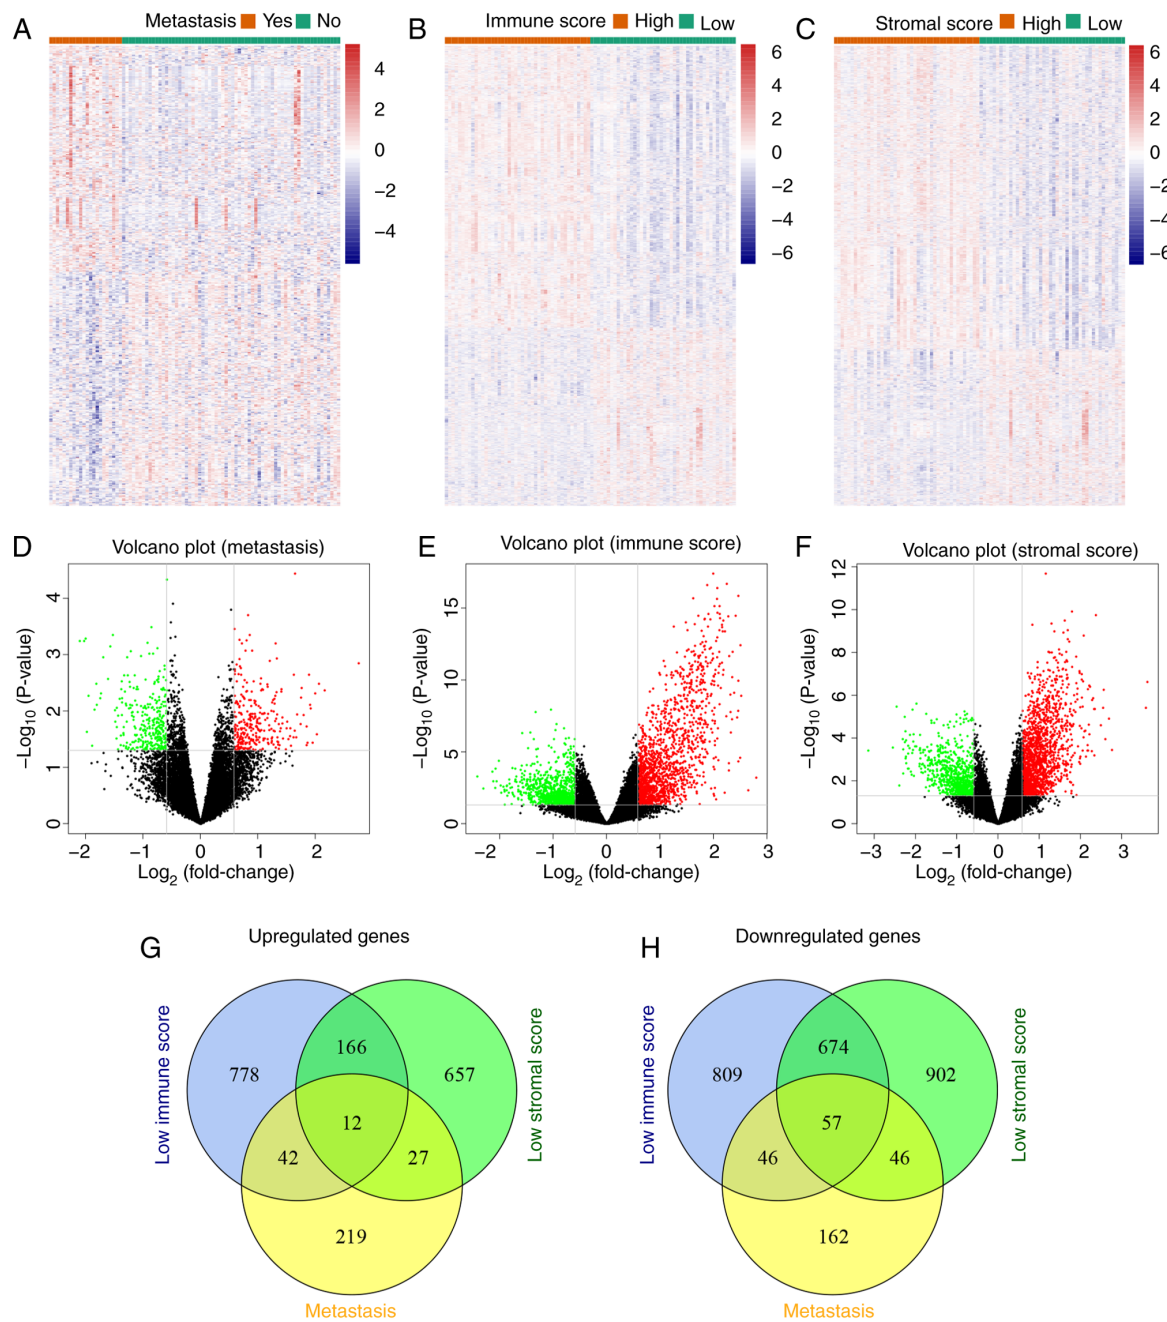 A
Metastasis Yes No
4
2
0
−2
−4
B
Immune score High Low
6
4
2
0
−2
−4
−6
C
Stromal score High Low
6
4
2
0
−2
−4
−6
D
Volcano plot (metastasis)
−Log10 (P-value)
4
3
2
1
0
−2 −1 0 1 2
Log2 (fold-change)
E
Volcano plot (immune score)
−Log10 (P-value)
15
10
5
0
−2 −1 0 1 2 3
Log2 (fold-change)
F
Volcano plot (stromal score)
−Log10 (P-value)
12
10
8
6
4
2
0
−3 −2 −1 0 1 2 3
Log2 (fold-change)
G
Upregulated genes
Low immune score
Low stromal score
166
778
657
12
42
27
219
Metastasis
H
Downregulated genes
Low immune score
Low stromal score
674
809
902
57
46
46
162
Metastasis